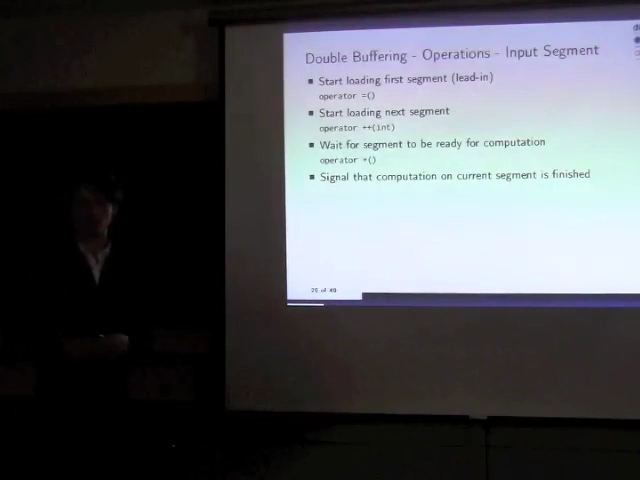 Double Buffering - Operations - Input Segment
■ Start loading first segment (lead-in)
operator =()
■ Start loading next segment
operator ++(int)
■ Wait for segment to be ready for computation
operator *()
■ Signal that computation on current segment is finished
25 of 49